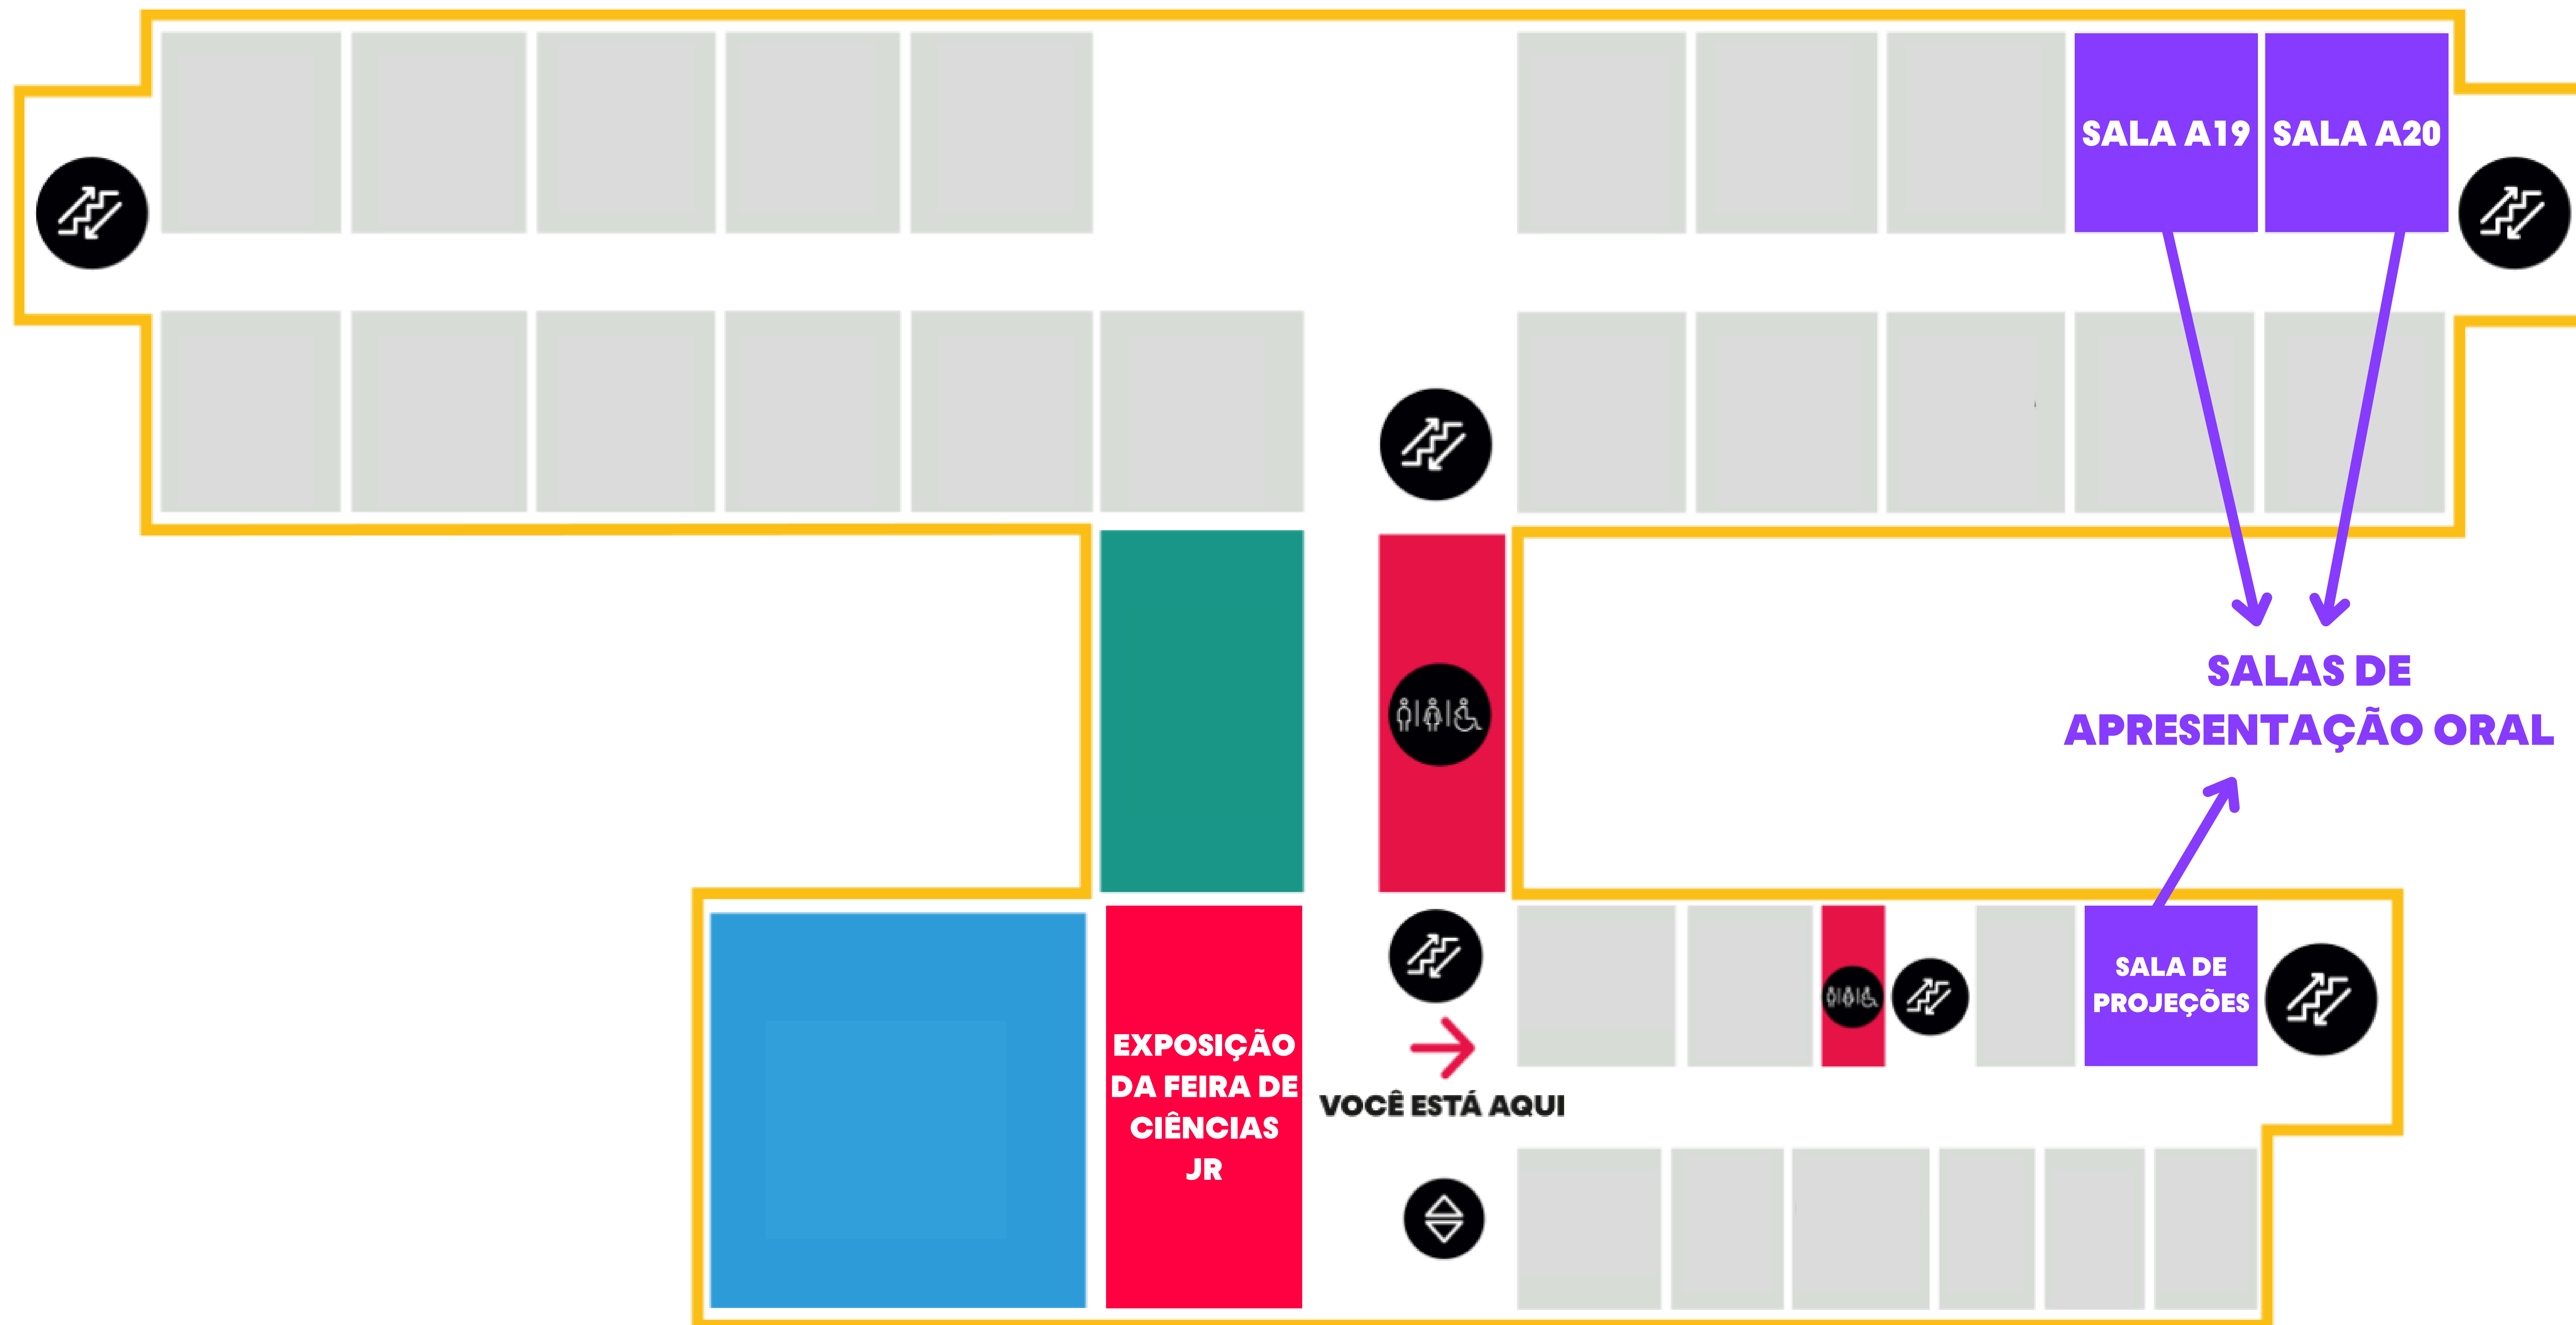 SALA A19
SALA A20
SALAS DE
APRESENTAÇÃO ORAL
SALA DE
PROJEÇÕES
EXPOSIÇÃO
DA FEIRA DE
CIÊNCIAS
JR
VOCÊ ESTÁ AQUI